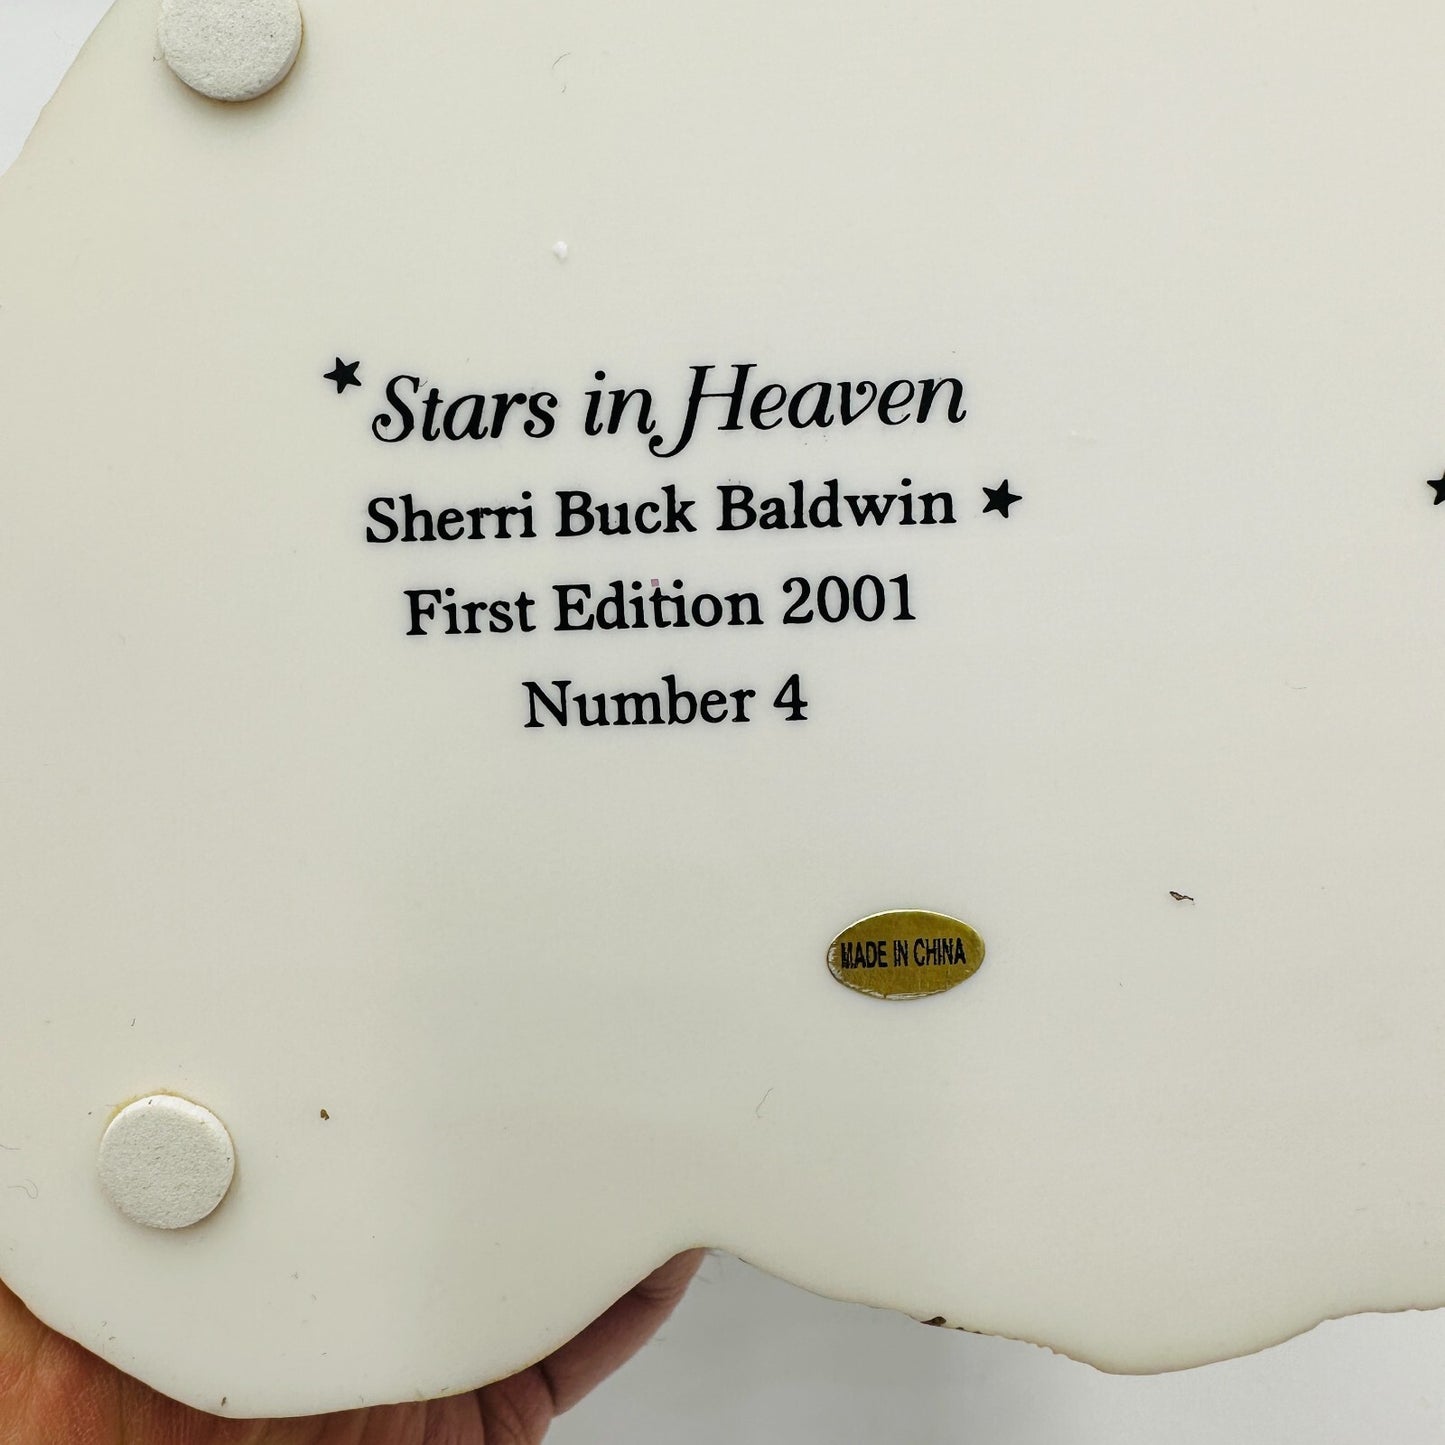 Stars in Heaven
Sherri Buck Baldwin
First Edition 2001
Number 4
MADE IN CHINA